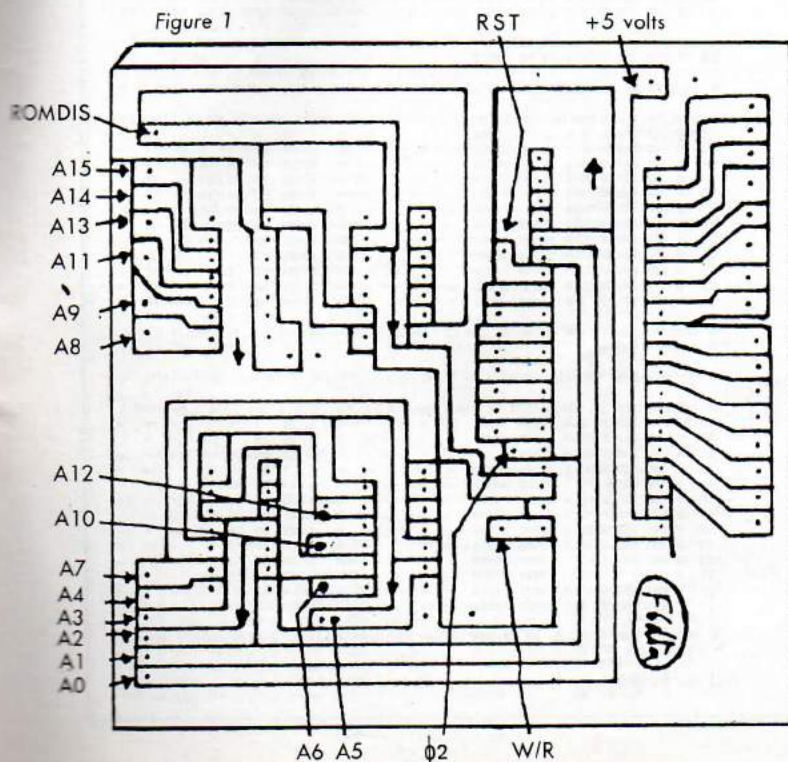 Figure 1
RST
+5 volts
ROMDIS
A15
A14
A13
A11
A9
A8
A12
A10
A7
A4
A3
A2
A1
A0
A6
A5
ϕ2
W/R